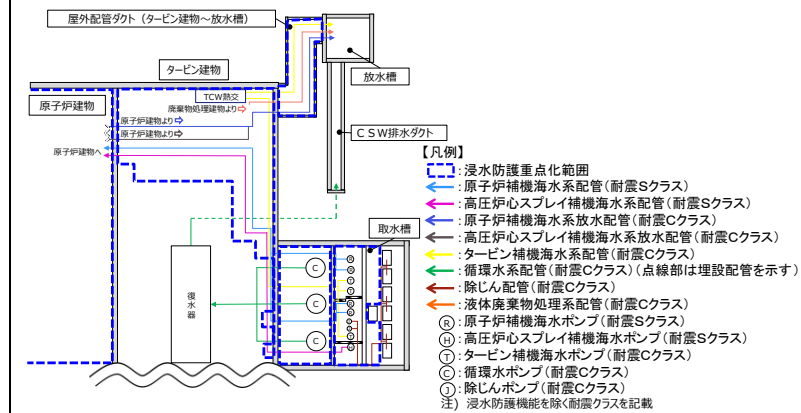 屋外配管ダクト（タービン建物～放水槽）
タービン建物
放水槽
原子炉建物
TCW熱交
廃棄物処理建物より⇨
原子炉建物より⇨
原子炉建物より⇨
原子炉建物へ
CSW排水ダクト
取水槽
復水器
C
C
C
【凡例】
：浸水防護重点化範囲
：原子炉補機海水系配管(耐震Sクラス)
：高圧炉心スプレイ補機海水系配管(耐震Sクラス)
：原子炉補機海水系放水配管(耐震Cクラス)
：高圧炉心スプレイ補機海水系放水配管(耐震Cクラス)
：タービン補機海水系配管(耐震Cクラス)
：循環水系配管(耐震Cクラス)(点線部は埋設配管を示す)
：除じん配管(耐震Cクラス)
：液体廃棄物処理系配管(耐震Cクラス)
Ⓡ：原子炉補機海水ポンプ(耐震Sクラス)
Ⓗ：高圧炉心スプレイ補機海水ポンプ(耐震Sクラス)
Ⓣ：タービン補機海水ポンプ(耐震Cクラス)
Ⓒ：循環水ポンプ(耐震Cクラス)
Ⓙ：除じんポンプ(耐震Cクラス)
注）浸水防護機能を除く耐震クラスを記載